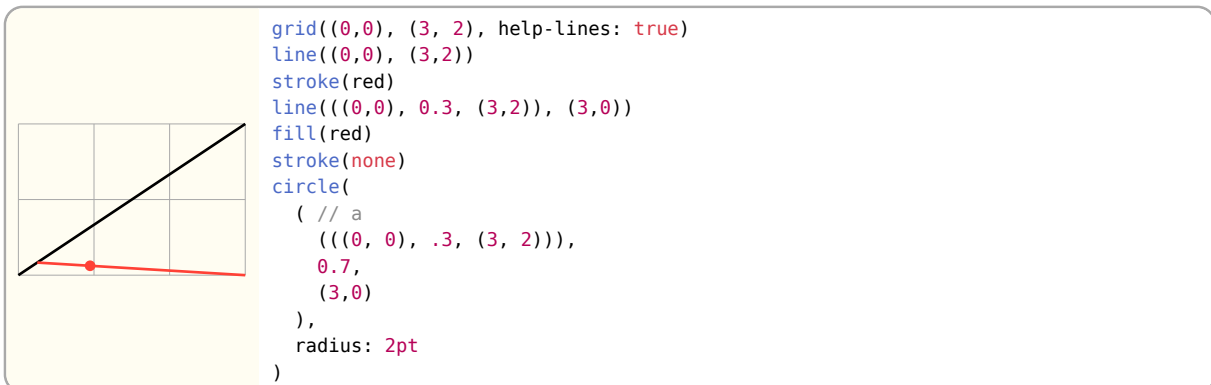 grid((0,0), (3, 2), help-lines: true)
line((0,0), (3,2))
stroke(red)
line(((0,0), 0.3, (3,2)), (3,0))
fill(red)
stroke(none)
circle(
  ( // a
    (((0, 0), .3, (3, 2))),
    0.7,
    (3,0)
  ),
  radius: 2pt
)